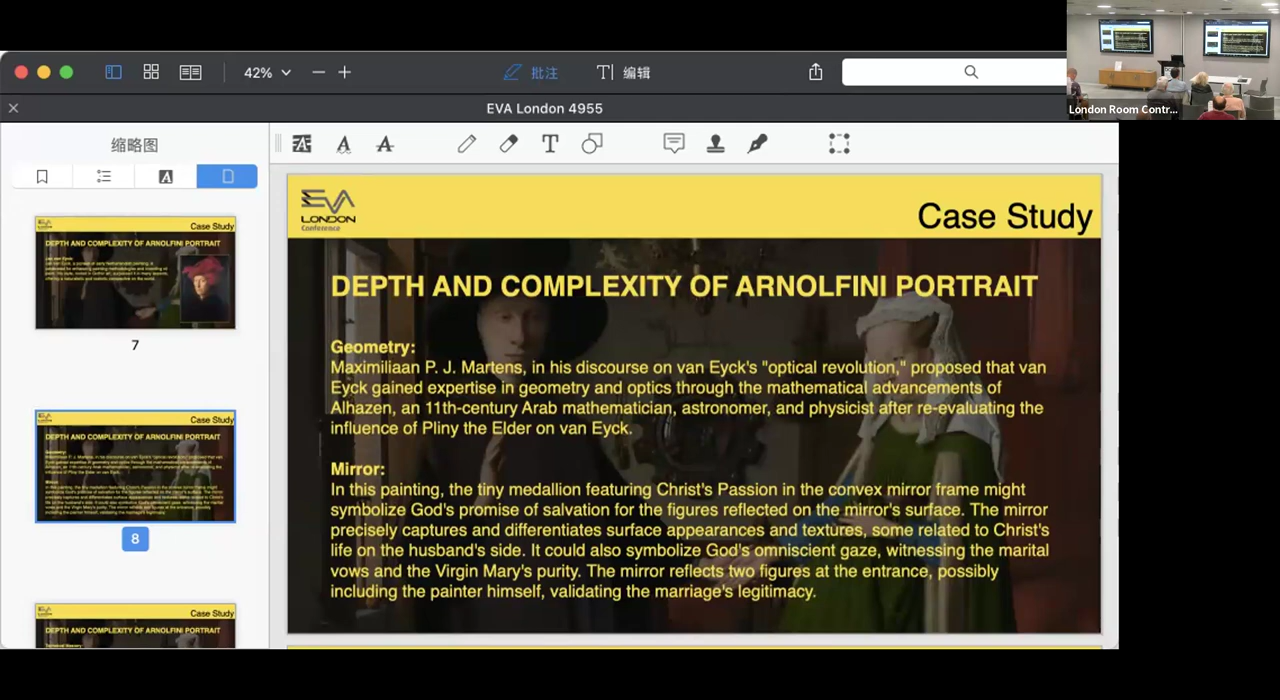 London Room Contr...
42%
批注
编辑
EVA London 4955
缩略图
EVA
LONDON
Conference
Case Study
DEPTH AND COMPLEXITY OF ARNOLFINI PORTRAIT
Geometry:
Maximiliaan P. J. Martens, in his discourse on van Eyck's "optical revolution," proposed that van
Eyck gained expertise in geometry and optics through the mathematical advancements of
Alhazen, an 11th-century Arab mathematician, astronomer, and physicist after re-evaluating the
influence of Pliny the Elder on van Eyck.
Mirror:
In this painting, the tiny medallion featuring Christ's Passion in the convex mirror frame might
symbolize God's promise of salvation for the figures reflected on the mirror's surface. The mirror
precisely captures and differentiates surface appearances and textures, some related to Christ's
life on the husband's side. It could also symbolize God's omniscient gaze, witnessing the marital
vows and the Virgin Mary's purity. The mirror reflects two figures at the entrance, possibly
including the painter himself, validating the marriage's legitimacy.
Case Study
DEPTH AND COMPLEXITY OF ARNOLFINI PORTRAIT
7
Case Study
DEPTH AND COMPLEXITY OF ARNOLFINI PORTRAIT
8
Case Study
DEPTH AND COMPLEXITY OF ARNOLFINI PORTRAIT